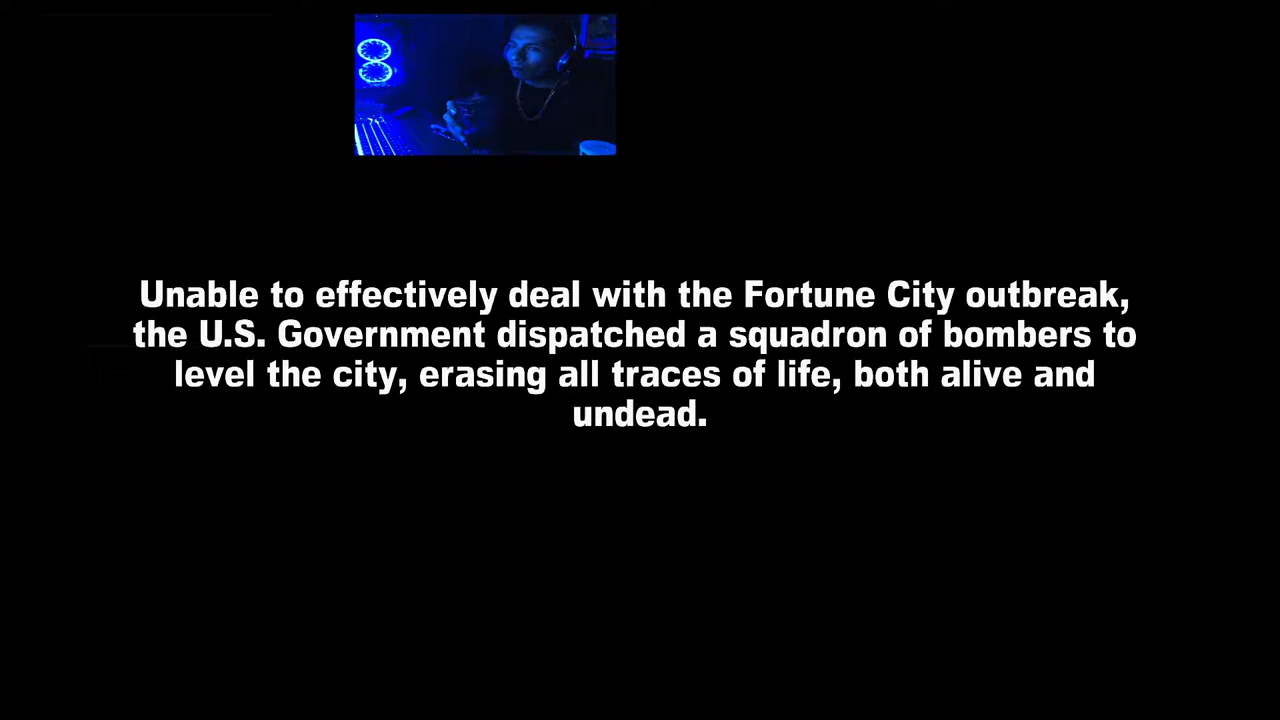 Unable to effectively deal with the Fortune City outbreak,
the U.S. Government dispatched a squadron of bombers to
level the city, erasing all traces of life, both alive and
undead.